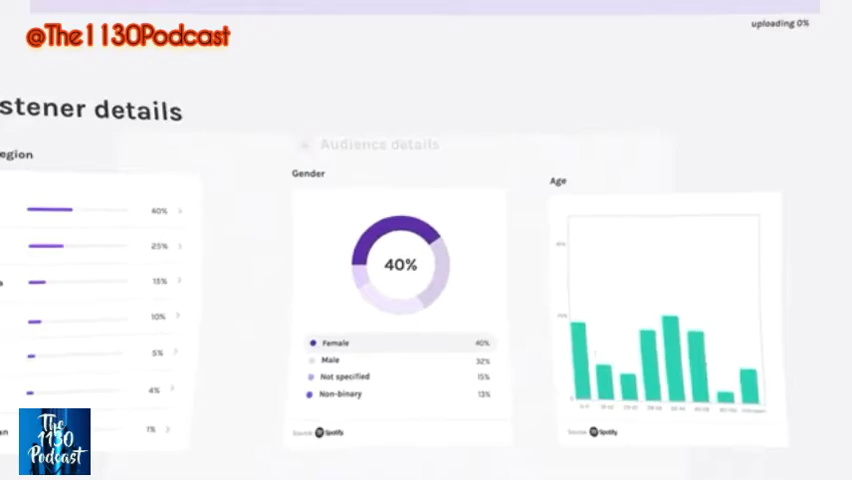 @The1130Podcast
uploading 0%
stener details
Audience details
egion
Gender
Age
40%
25%
15%
10%
5%
4%
1%
40%
Female 40%
Male 32%
Not specified 15%
Non-binary 13%
Source Spotify
Source Spotify
The
1130
Podcast